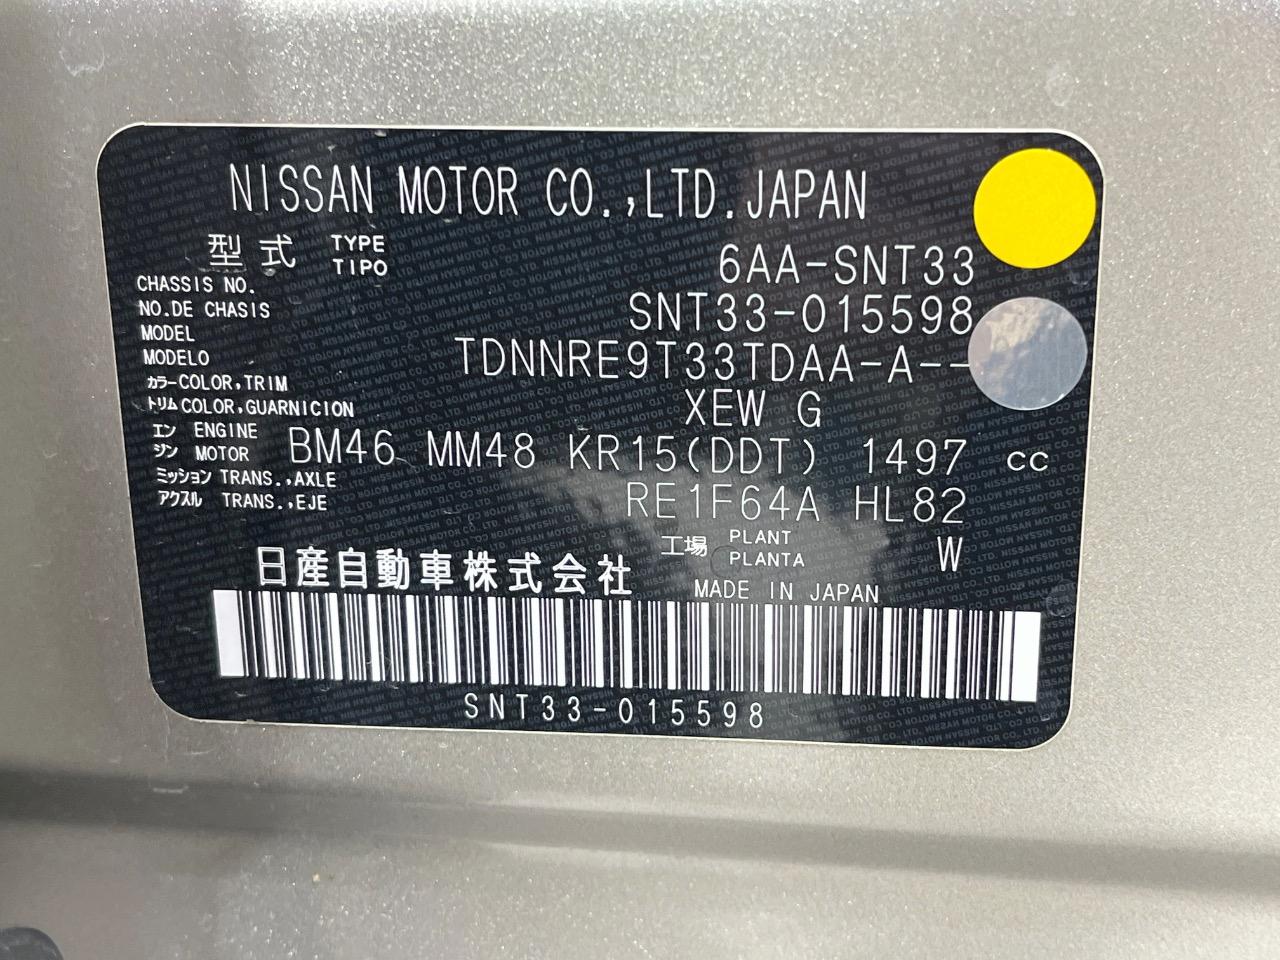 NISSAN MOTOR CO.,LTD.JAPAN
型式 TYPE TIPO 6AA-SNT33
CHASSIS NO.
NO.DE CHASIS SNT33-015598
MODEL
MODELO TDNNRE9T33TDAA-A--
カラー COLOR,TRIM
トリム COLOR,GUARNICION XEW G
エンジン ENGINE MOTOR BM46 MM48 KR15(DDT) 1497 cc
ミッション TRANS.,AXLE
アクスル TRANS.,EJE RE1F64A HL82
工場 PLANT PLANTA W
日産自動車株式会社 MADE IN JAPAN
SNT33-015598